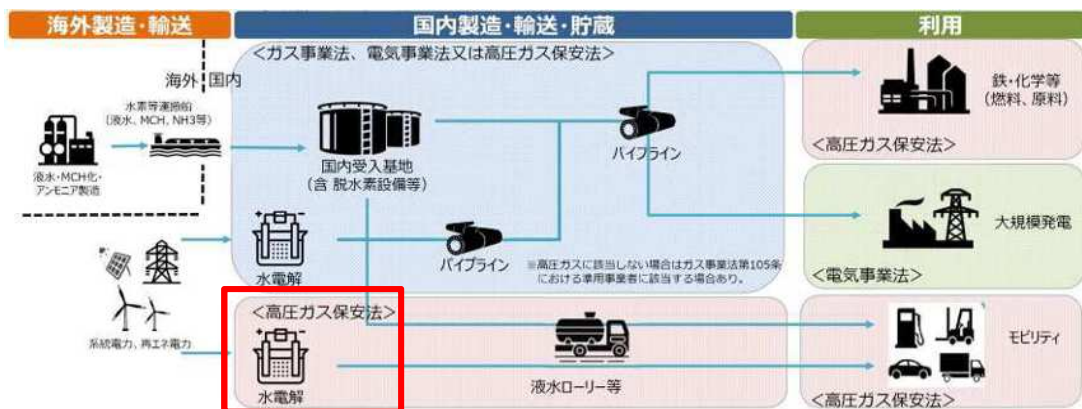 海外製造・輸送
国内製造・輸送・貯蔵
利用
海外
国内
水素等運搬船
(液水、MCH、NH3等)
液水・MCH化・
アンモニア製造
<ガス事業法、電気事業法又は高圧ガス保安法>
国内受入基地
(含 脱水素設備等)
パイプライン
水電解
パイプライン
※高圧ガスに該当しない場合はガス事業法第105条
における準用事業者に該当する場合あり。
系統電力、再エネ電力
<高圧ガス保安法>
水電解
液水ローリー等
鉄・化学等
(燃料、原料)
<高圧ガス保安法>
大規模発電
<電気事業法>
モビリティ
<高圧ガス保安法>